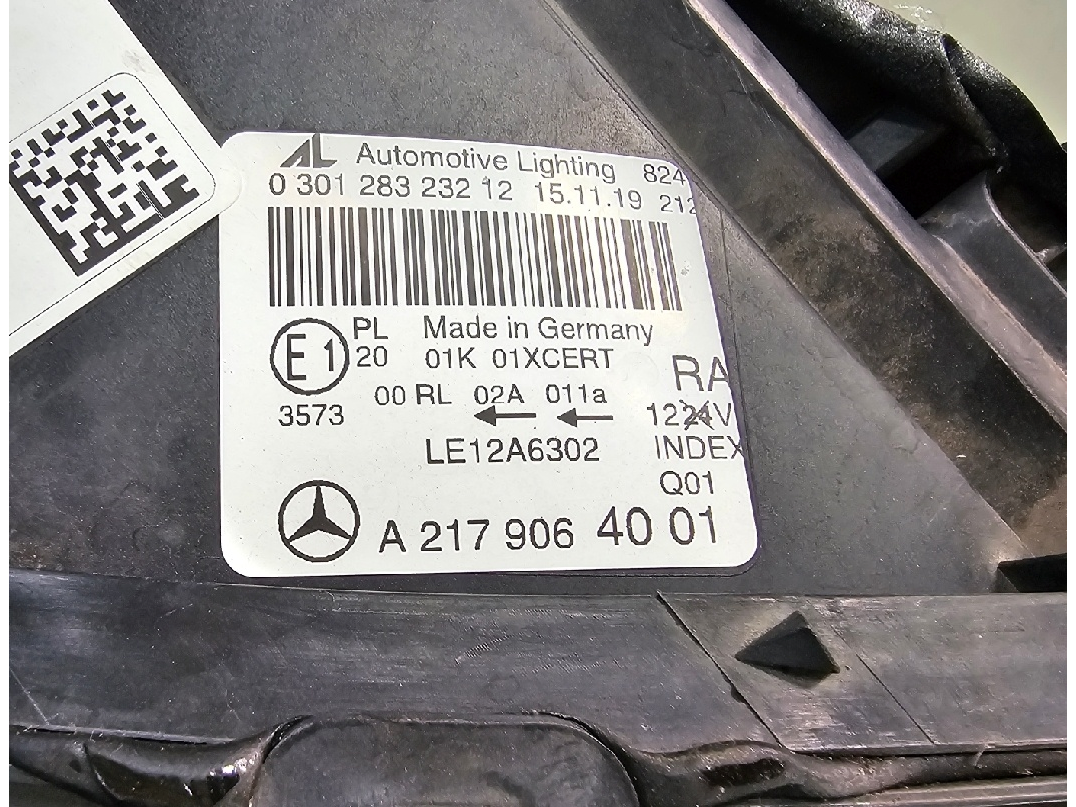 AL Automotive Lighting 824
0 301 283 232 12 15.11.19 212
PL Made in Germany
E1 20 01K 01XCERT
00 RL 02A 011a RA
3573 1224V
LE12A6302 INDEX
Q01
A 217 906 40 01